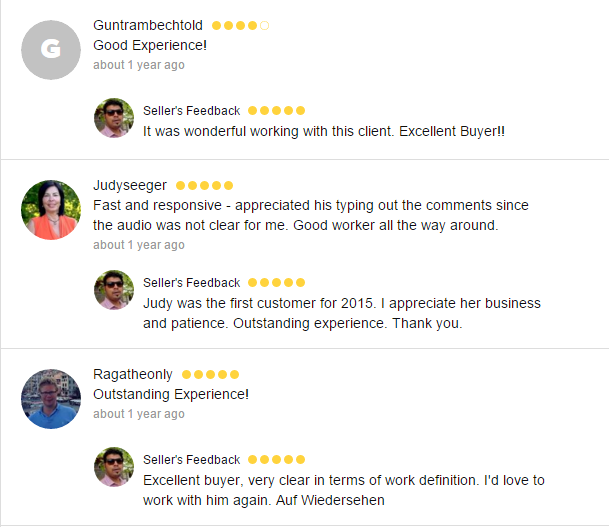 G
Guntrambechtold
Good Experience!
about 1 year ago
Seller's Feedback
It was wonderful working with this client. Excellent Buyer!!
Judyseeger
Fast and responsive - appreciated his typing out the comments since
the audio was not clear for me. Good worker all the way around.
about 1 year ago
Seller's Feedback
Judy was the first customer for 2015. I appreciate her business
and patience. Outstanding experience. Thank you.
Ragatheonly
Outstanding Experience!
about 1 year ago
Seller's Feedback
Excellent buyer, very clear in terms of work definition. I'd love to
work with him again. Auf Wiedersehen